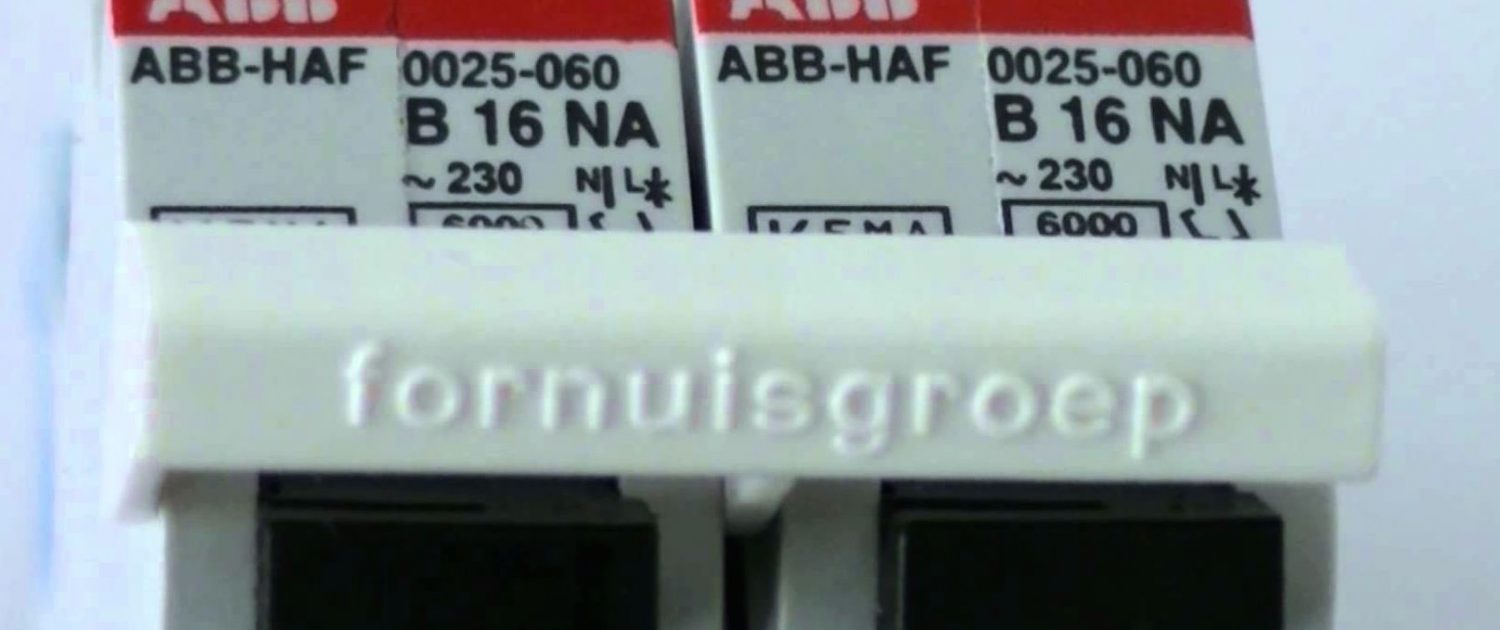 ABB ABB
ABB-HAF 0025-060 ABB-HAF 0025-060
B 16 NA B 16 NA
~ 230 N L ~ 230 N L
KEMA 6000 KEMA 6000
fornuisgroep